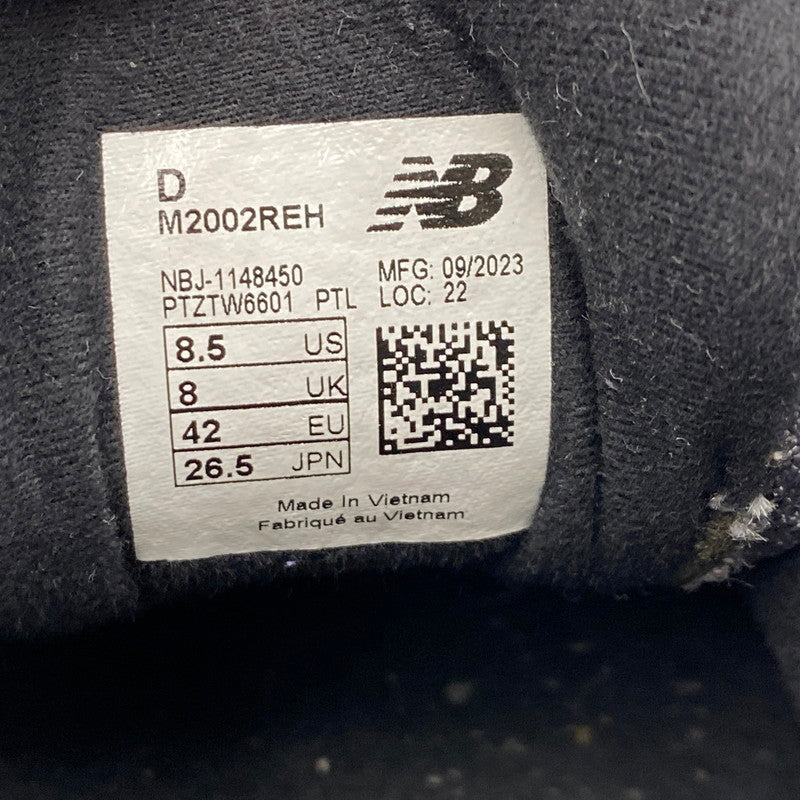 D
M2002REH
NB
NBJ-1148450
PTZTW6601 PTL
MFG: 09/2023
LOC: 22
8.5 US
8 UK
42 EU
26.5 JPN
Made In Vietnam
Fabriqué au Vietnam